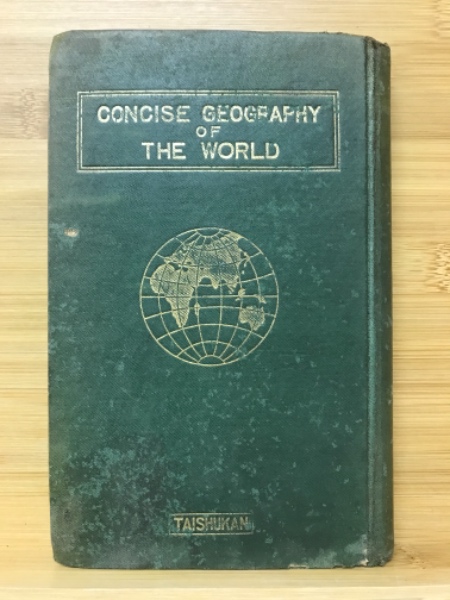 CONCISE GEOGRAPHY
OF
THE WORLD
TAISHUKAN